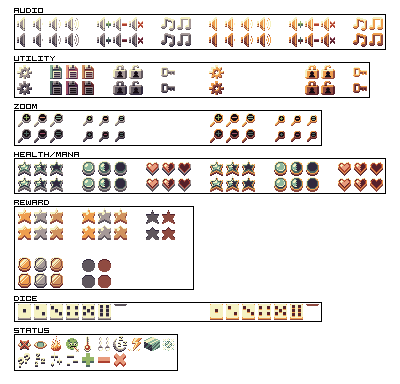 AUDIO
UTILITY
ZOOM
HEALTH/MANA
REWARD
DICE
STATUS